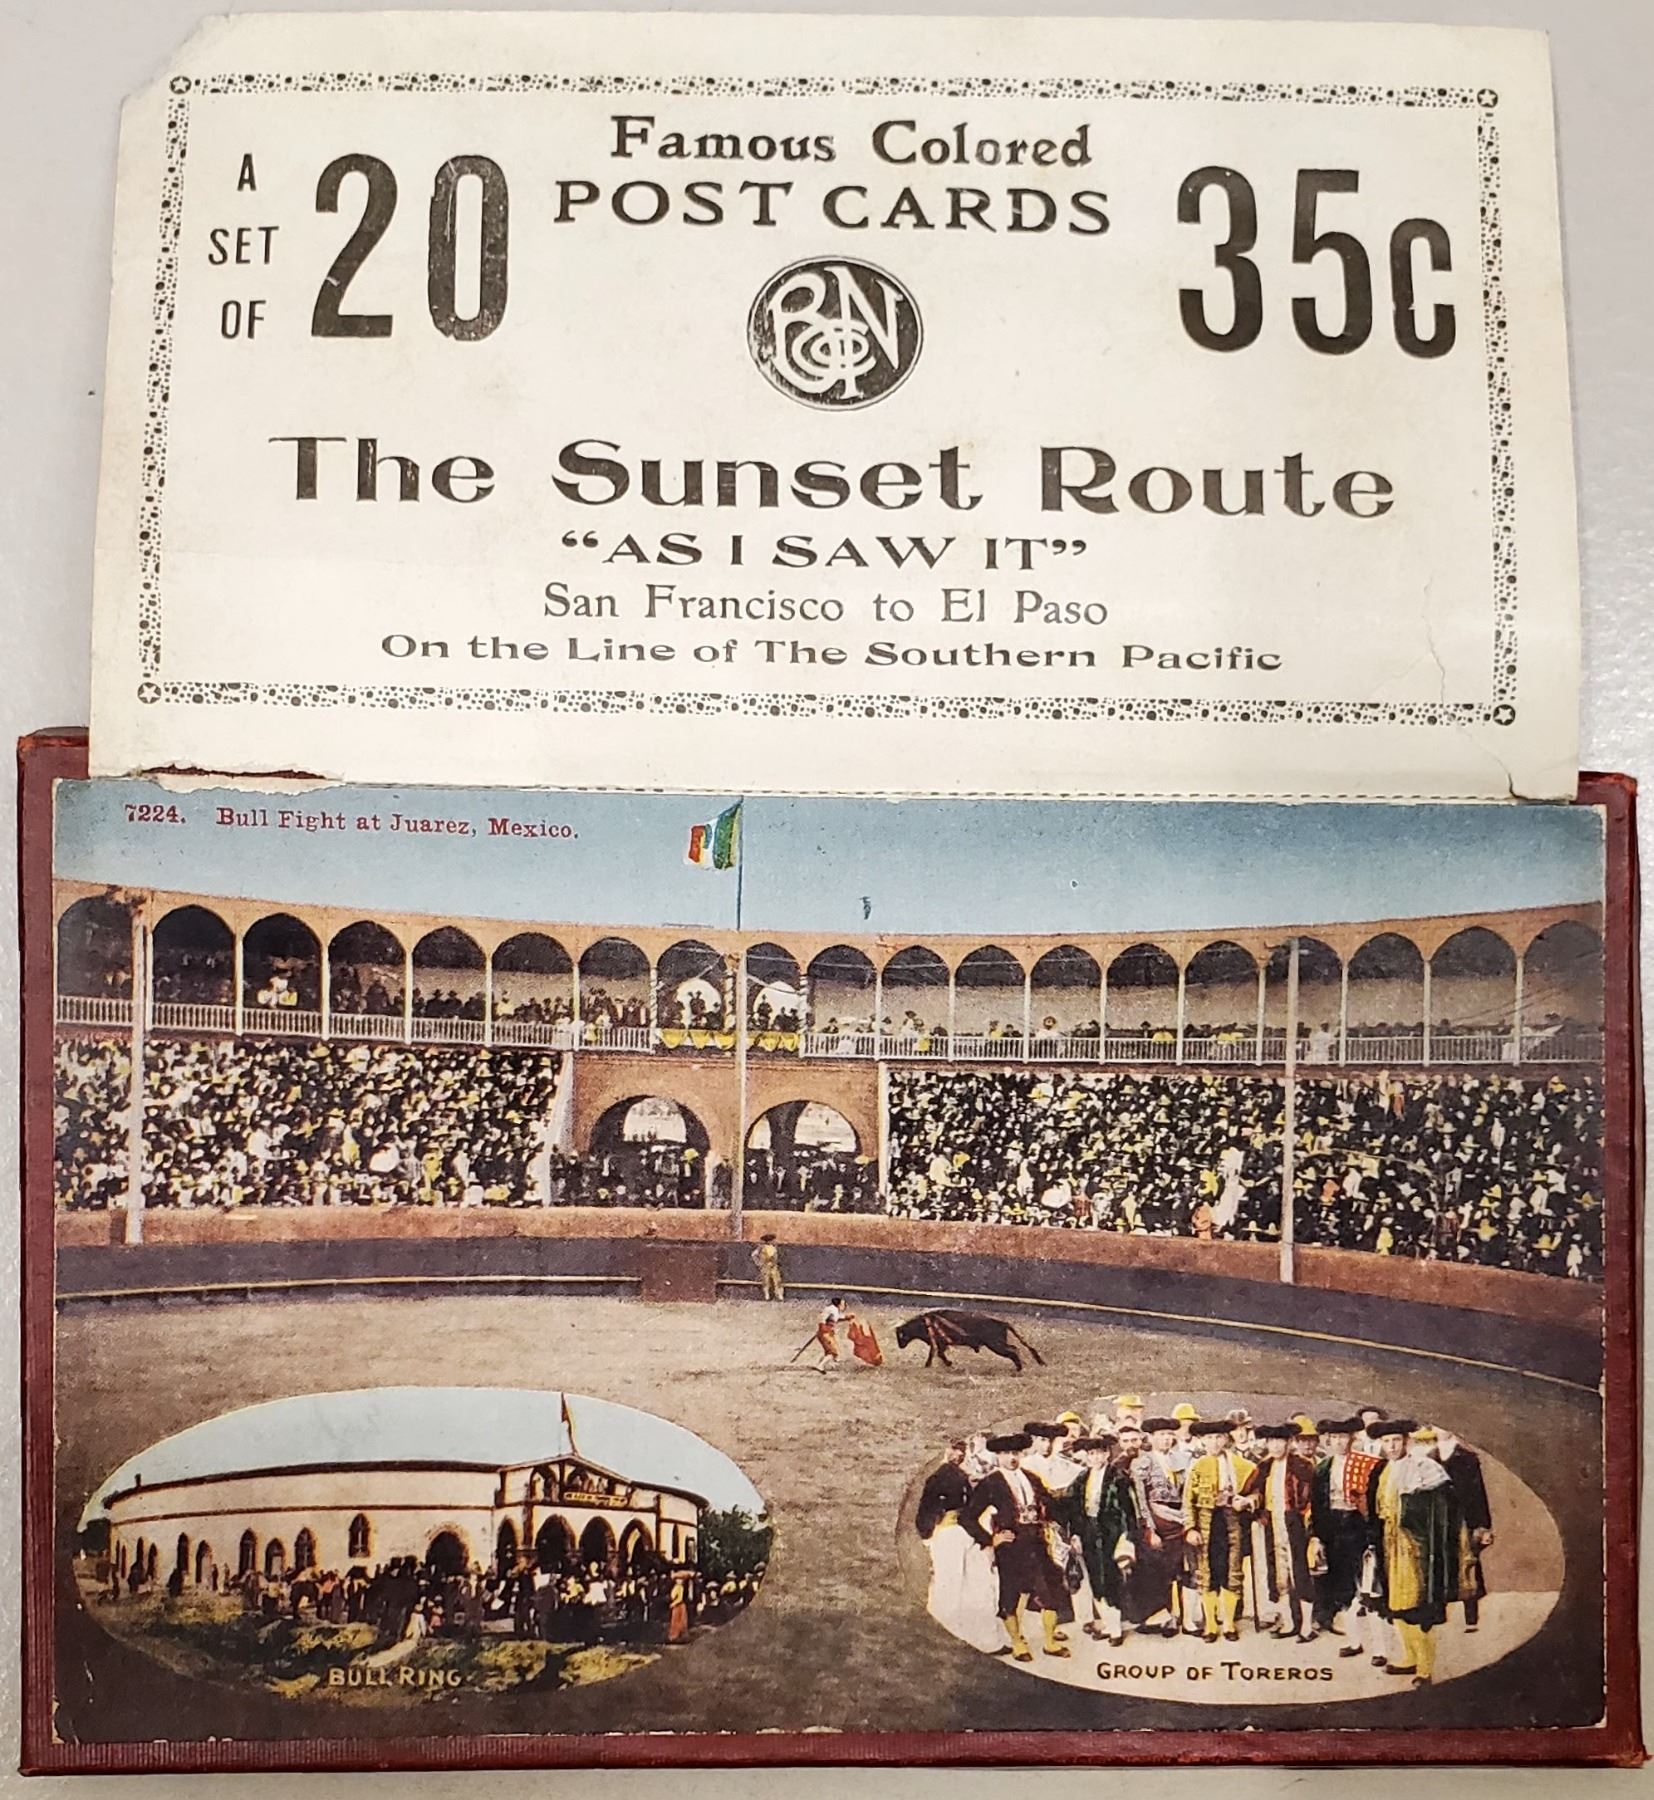 A
SET
OF
20
Famous Colored
POST CARDS
35c
The Sunset Route
“AS I SAW IT”
San Francisco to El Paso
On the Line of The Southern Pacific
7224. Bull Fight at Juarez, Mexico.
BULL RING
GROUP OF TOREROS